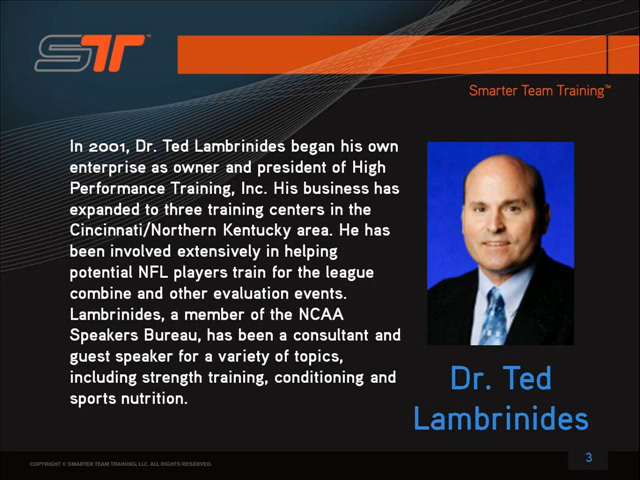 STT™
Smarter Team Training™
In 2001, Dr. Ted Lambrinides began his own
enterprise as owner and president of High
Performance Training, Inc. His business has
expanded to three training centers in the
Cincinnati/Northern Kentucky area. He has
been involved extensively in helping
potential NFL players train for the league
combine and other evaluation events.
Lambrinides, a member of the NCAA
Speakers Bureau, has been a consultant and
guest speaker for a variety of topics,
including strength training, conditioning and
sports nutrition.
Dr. Ted
Lambrinides
3
COPYRIGHT © SMARTER TEAM TRAINING, LLC. ALL RIGHTS RESERVED.